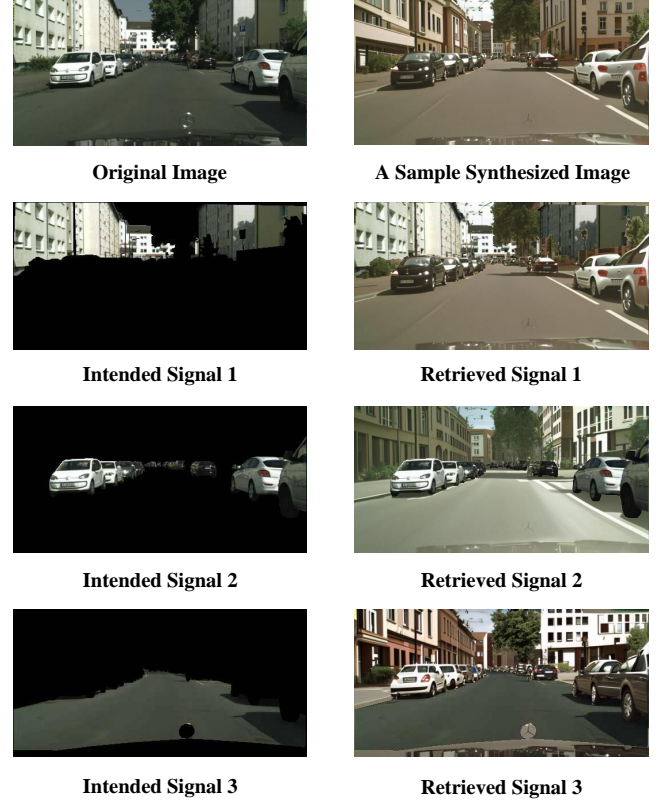 Original Image
A Sample Synthesized Image
Intended Signal 1
Retrieved Signal 1
Intended Signal 2
Retrieved Signal 2
Intended Signal 3
Retrieved Signal 3